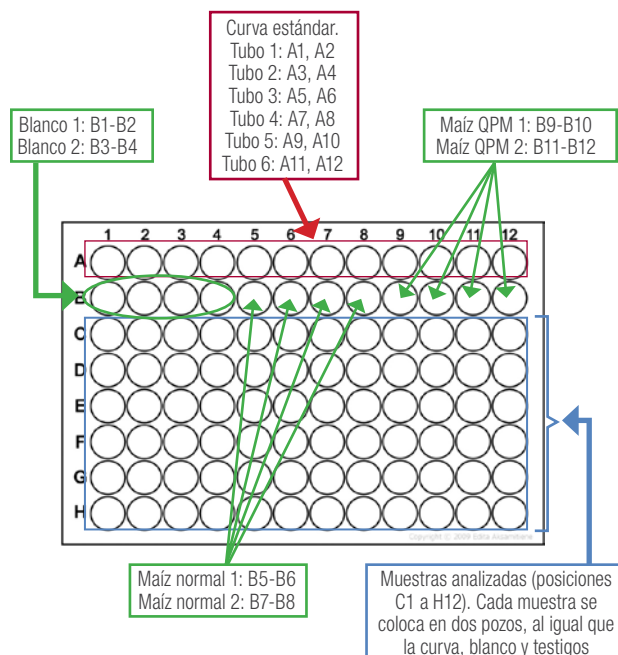 Curva estándar.
Tubo 1: A1, A2
Tubo 2: A3, A4
Tubo 3: A5, A6
Tubo 4: A7, A8
Tubo 5: A9, A10
Tubo 6: A11, A12
Blanco 1: B1-B2
Blanco 2: B3-B4
Maíz QPM 1: B9-B10
Maíz QPM 2: B11-B12
1 2 3 4 5 6 7 8 9 10 11 12
A
B
C
D
E
F
G
H
Copyright © 2009 Edita Aksamitiene
Maíz normal 1: B5-B6
Maíz normal 2: B7-B8
Muestras analizadas (posiciones
C1 a H12). Cada muestra se
coloca en dos pozos, al igual que
la curva, blanco y testigos